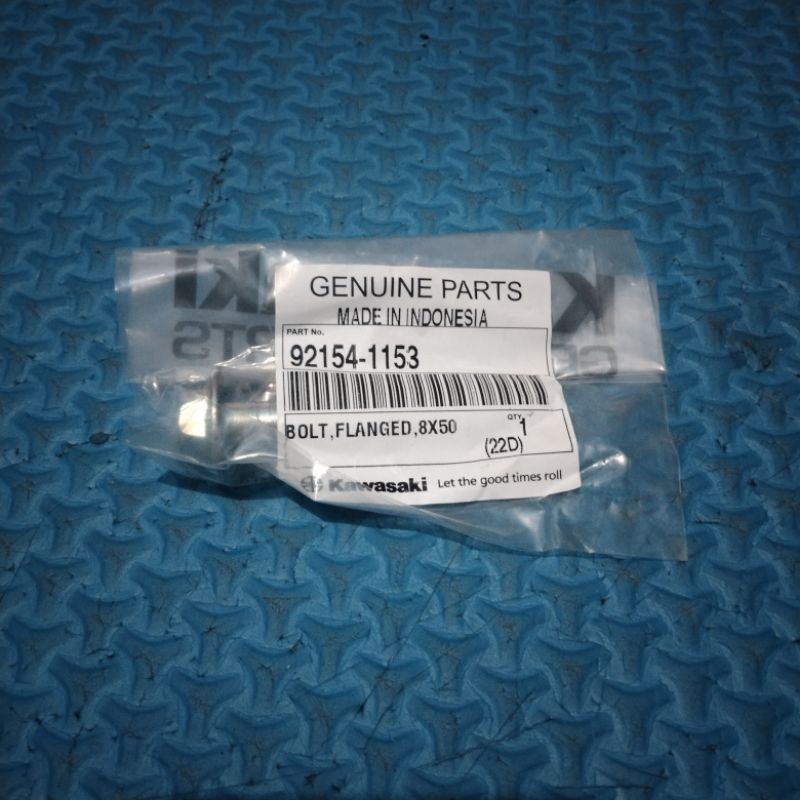 GENUINE PARTS
MADE IN INDONESIA
PART No.
92154-1153
BOLT,FLANGED,8X50
QTY
1
(22D)
Kawasaki Let the good times roll